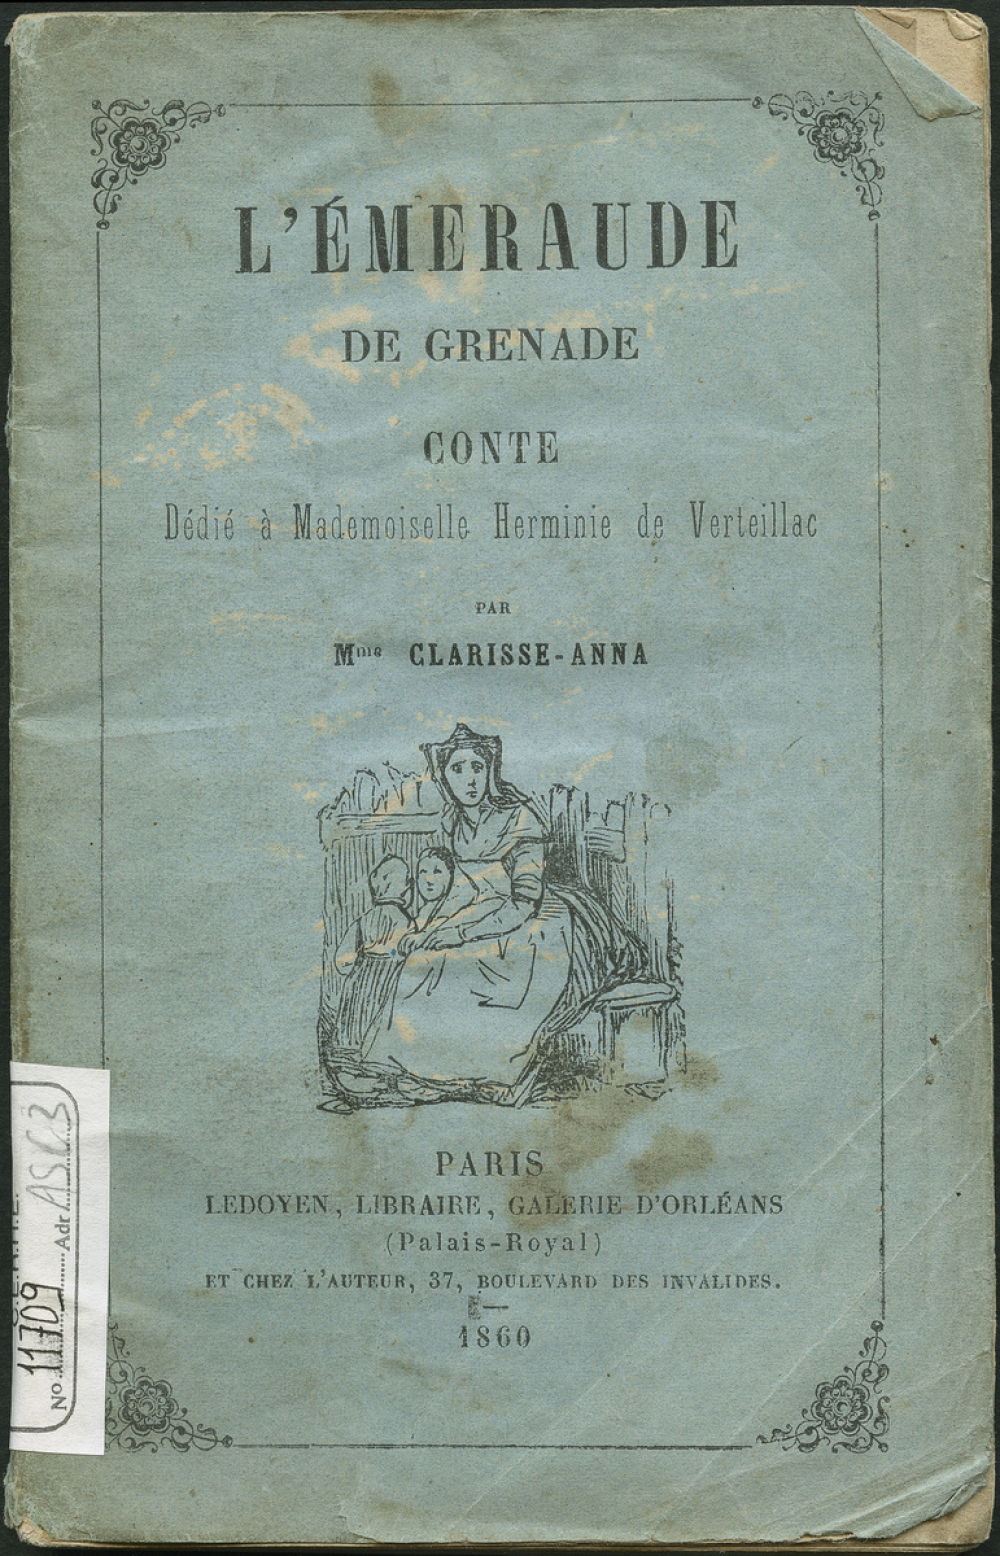 L'ÉMERAUDE
DE GRENADE
CONTE
Dédié à Mademoiselle Herminie de Verteillac
PAR
Mme CLARISSE-ANNA
PARIS
LEDOYEN, LIBRAIRE, GALERIE D'ORLÉANS
(Palais-Royal)
ET CHEZ L'AUTEUR, 37, BOULEVARD DES INVALIDES.
1860
No 11709 Adr